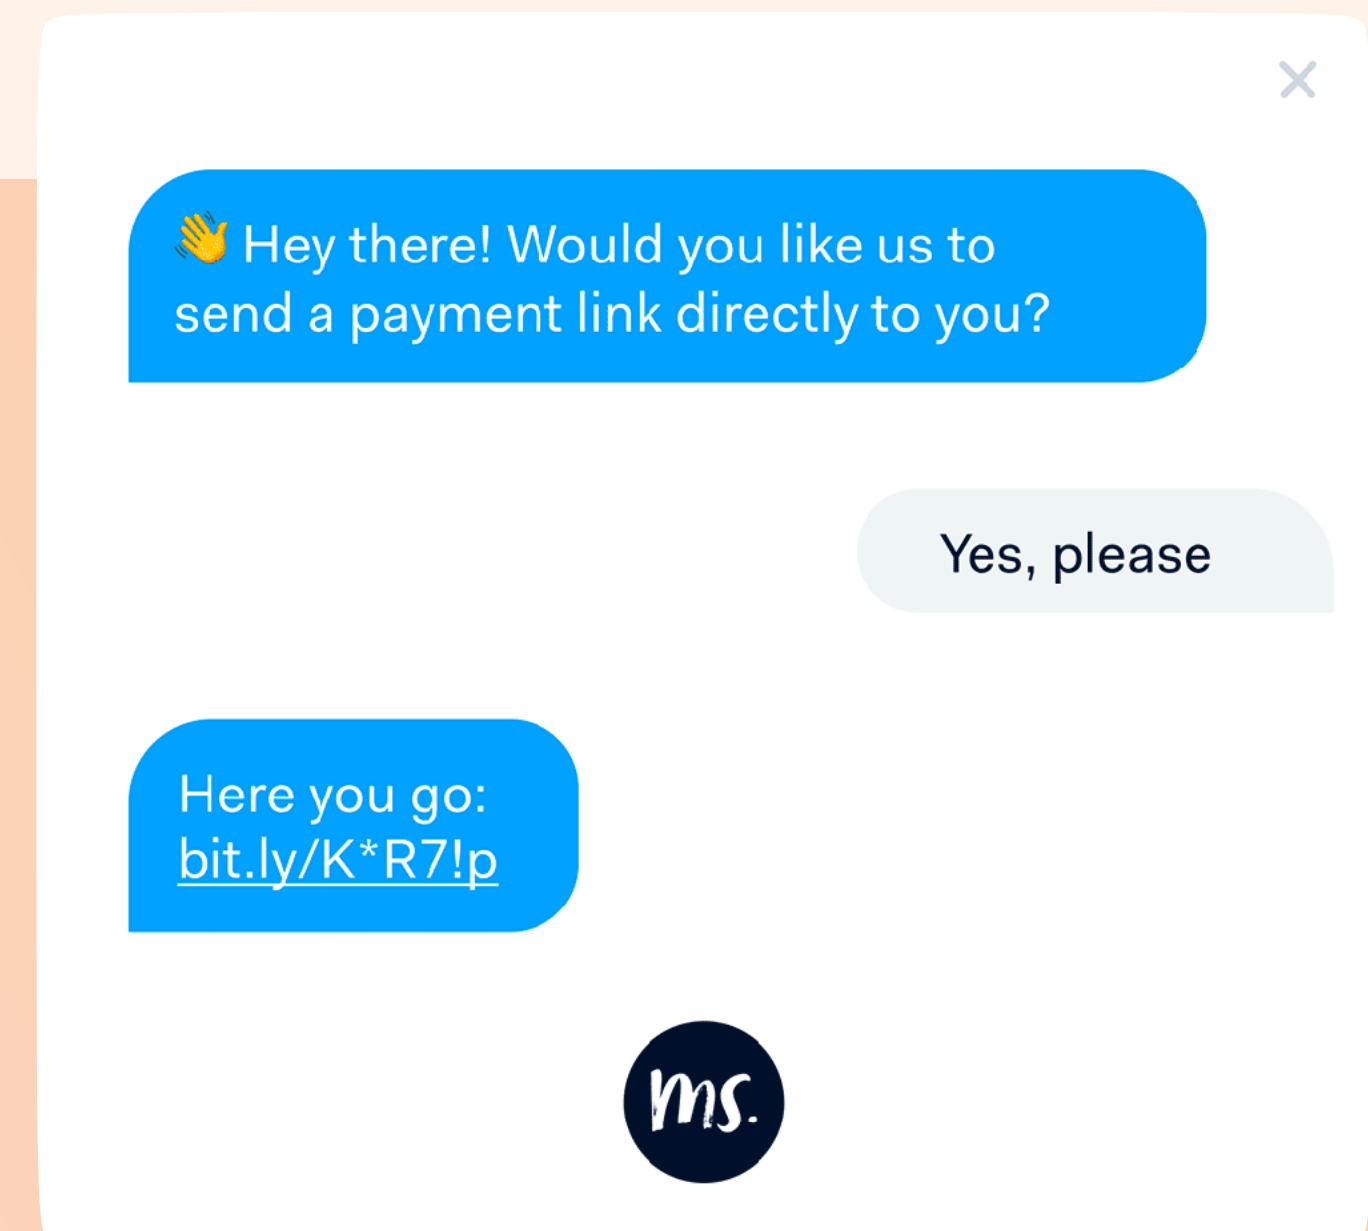 👋 Hey there! Would you like us to
send a payment link directly to you?
Yes, please
Here you go:
bit.ly/K*R7!p
ms.